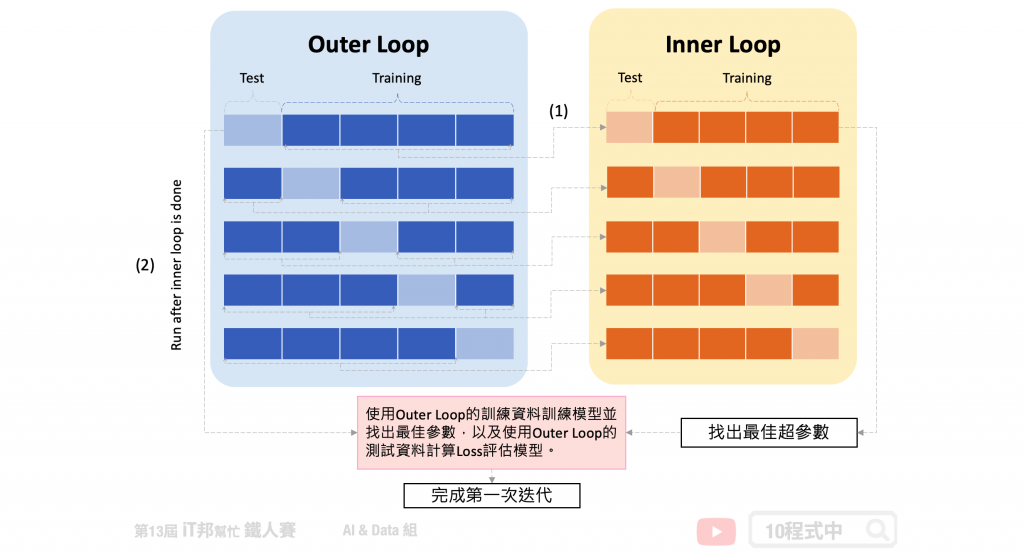 Outer Loop
Inner Loop
Test
Training
Test
Training
(1)
(2)
Run after inner loop is done
使用Outer Loop的訓練資料訓練模型並
找出最佳參數，以及使用Outer Loop的
測試資料計算Loss評估模型。
找出最佳超參數
完成第一次迭代
第13屆 iT邦幫忙 鐵人賽
AI & Data 組
10程式中